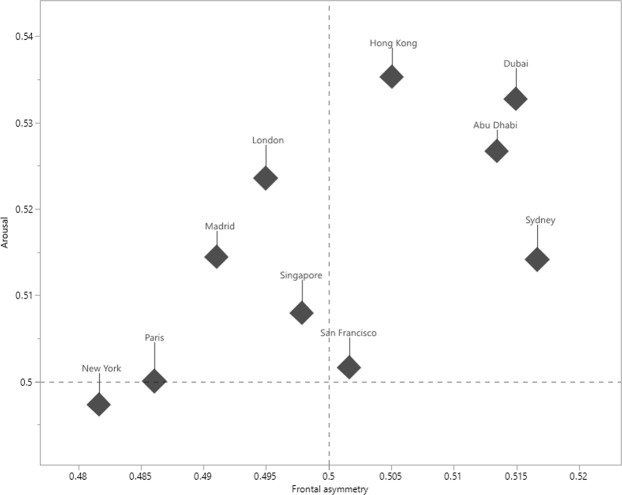 0.54
Hong Kong
Dubai
0.53
Abu Dhabi
London
0.52
Madrid
Sydney
Arousal
Singapore
0.51
San Francisco
Paris
New York
0.5
0.48
0.485
0.49
0.495
0.5
0.505
0.51
0.515
0.52
Frontal asymmetry